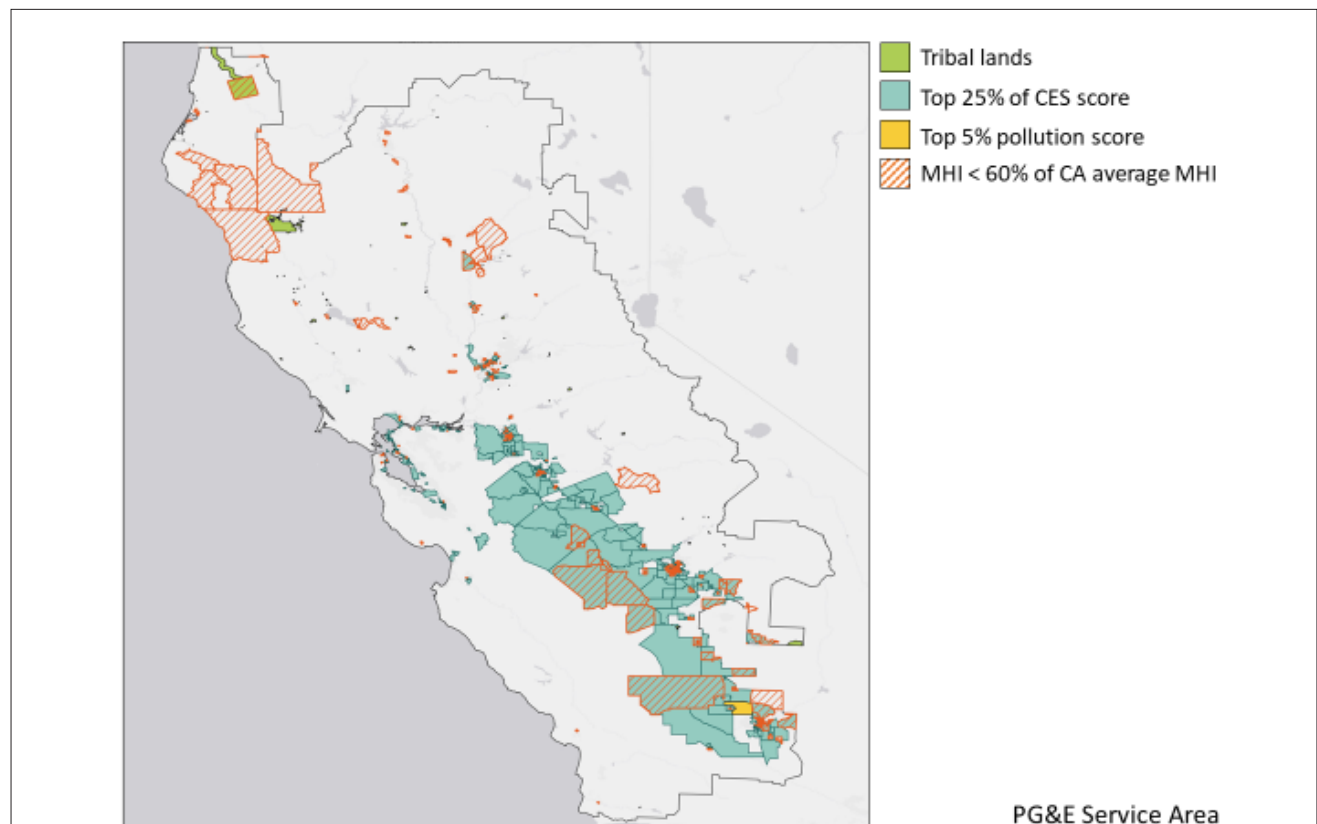 Tribal lands
Top 25% of CES score
Top 5% pollution score
MHI < 60% of CA average MHI
PG&E Service Area